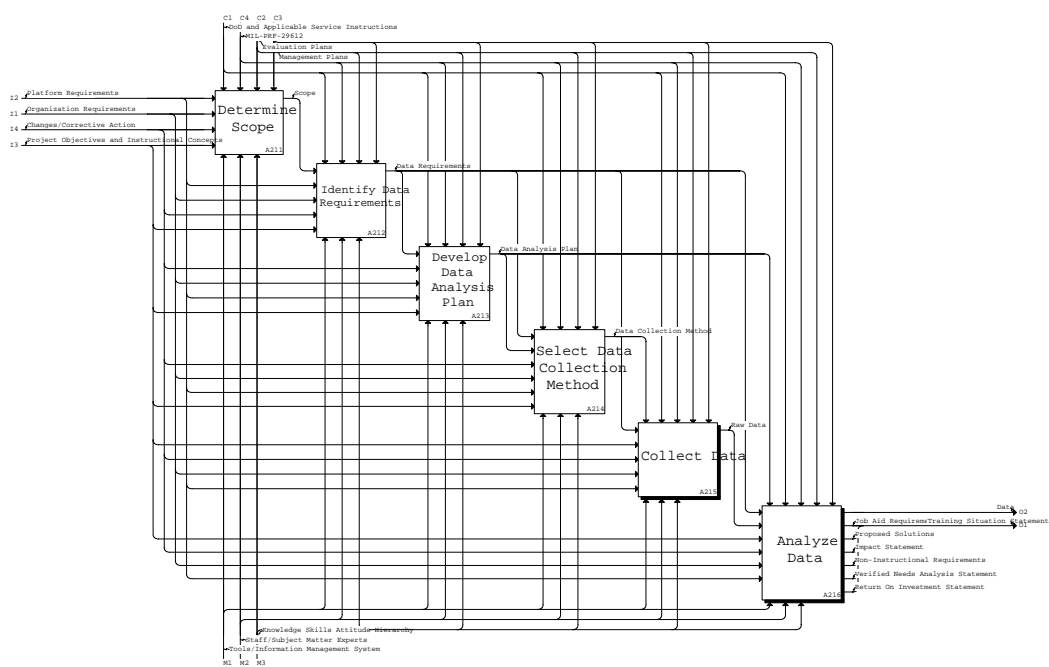 C1 C4 C2 C3
DoD and Applicable Service Instructions
MIL-PRF-29612
Evaluation Plans
Management Plans
I2 Platform Requirements
Scope
I1 Organization Requirements
Determine
Scope
I4 Changes/Corrective Action
I3 Project Objectives and Instructional Concepts
A211
Data Requirements
Identify Data
Requirements
A212
Data Analysis Plan
Develop
Data
Analysis
Plan
A213
Data Collection Method
Select Data
Collection
Method
A214
Raw Data
Collect Data
A215
Data O2
Job Aid RequiremeTraining Situation Statement
O1
Proposed Solutions
Analyze
Data
Impact Statement
Non-Instructional Requirements
Verified Needs Analysis Statement
Return On Investment Statement
A216
Knowledge Skills Attitude Hierarchy
Staff/Subject Matter Experts
Tools/Information Management System
M1 M2 M3